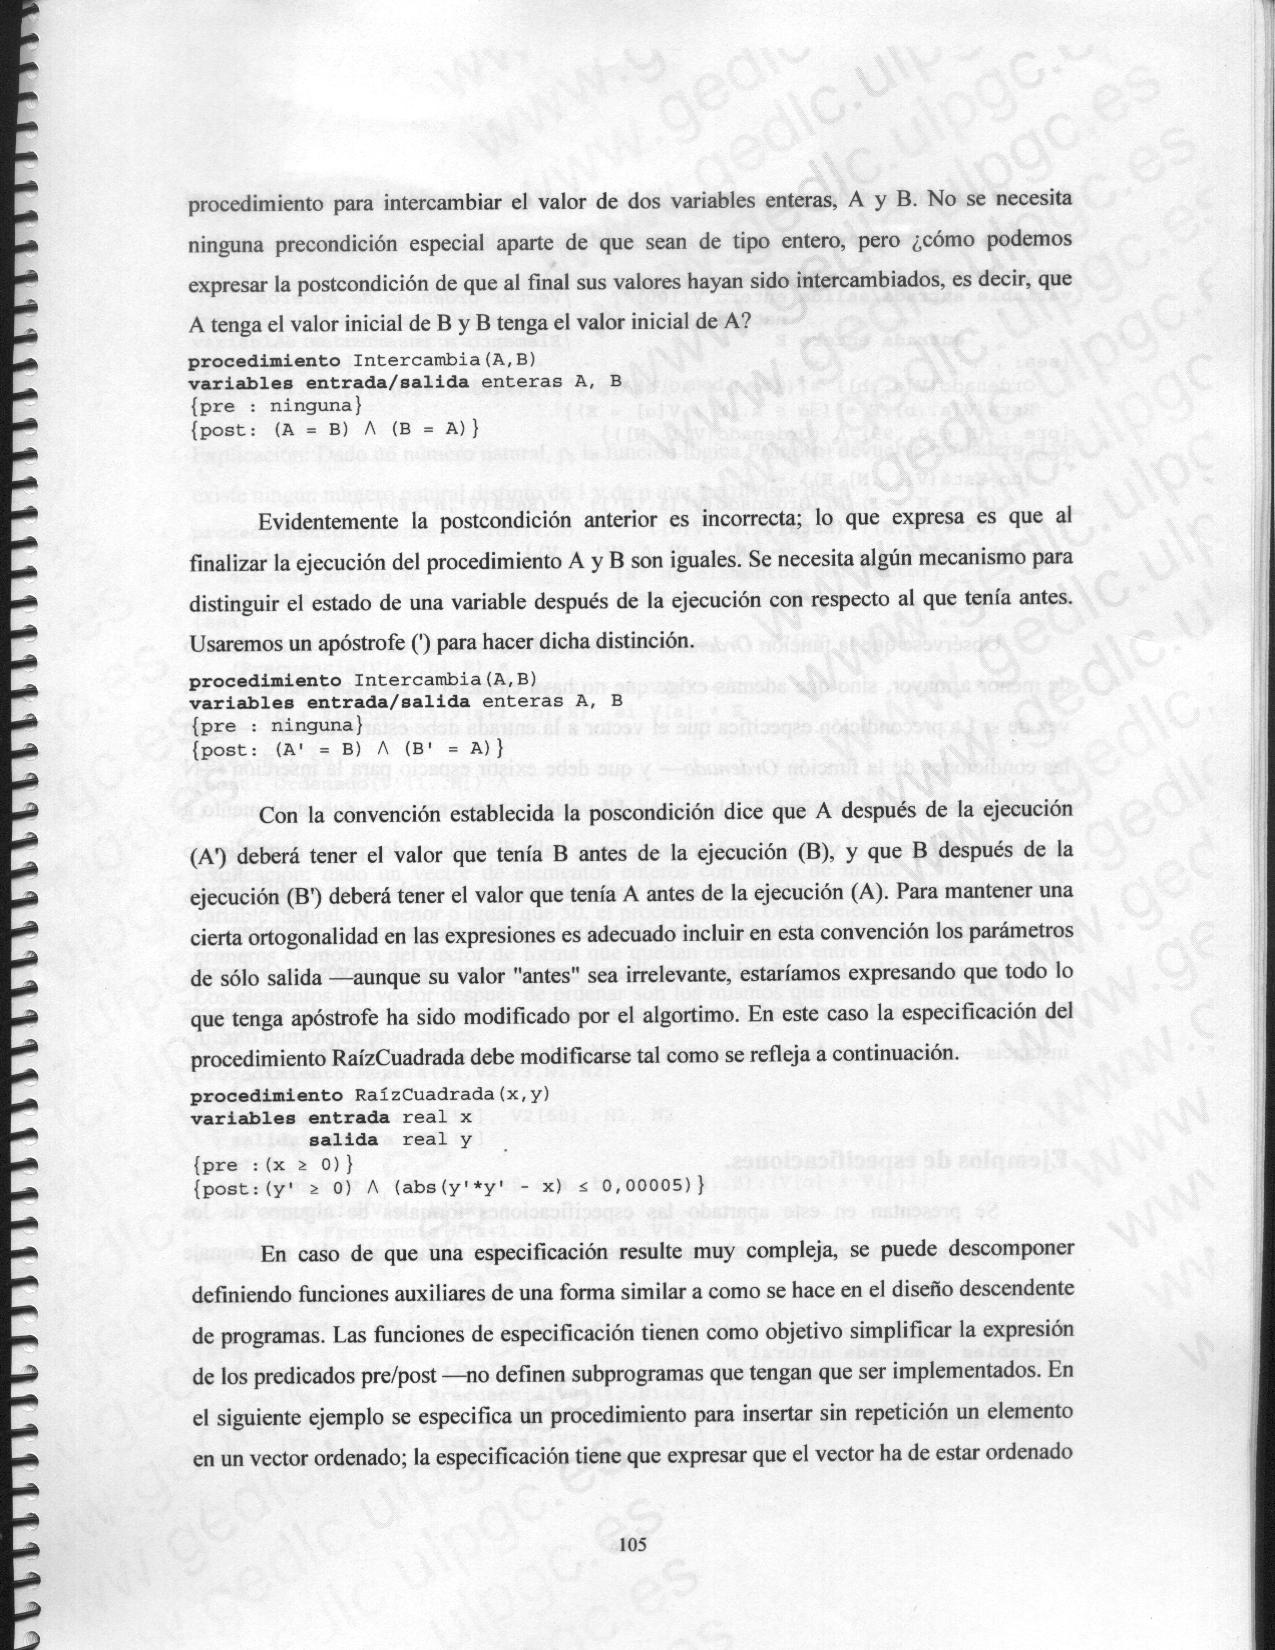 procedimiento para intercambiar el valor de dos variables enteras, A y B. No se necesita
ninguna precondición especial aparte de que sean de tipo entero, pero ¿cómo podemos
expresar la postcondición de que al final sus valores hayan sido intercambiados, es decir, que
A tenga el valor inicial de B y B tenga el valor inicial de A?
procedimiento Intercambia(A,B)
variables entrada/salida enteras A, B
{pre : ninguna}
{post: (A = B) /\ (B = A)}
Evidentemente la postcondición anterior es incorrecta; lo que expresa es que al
finalizar la ejecución del procedimiento A y B son iguales. Se necesita algún mecanismo para
distinguir el estado de una variable después de la ejecución con respecto al que tenía antes.
Usaremos un apóstrofe (') para hacer dicha distinción.
procedimiento Intercambia(A,B)
variables entrada/salida enteras A, B
{pre : ninguna}
{post: (A' = B) /\ (B' = A)}
Con la convención establecida la poscondición dice que A después de la ejecución
(A') deberá tener el valor que tenía B antes de la ejecución (B), y que B después de la
ejecución (B') deberá tener el valor que tenía A antes de la ejecución (A). Para mantener una
cierta ortogonalidad en las expresiones es adecuado incluir en esta convención los parámetros
de sólo salida —aunque su valor "antes" sea irrelevante, estaríamos expresando que todo lo
que tenga apóstrofe ha sido modificado por el algortimo. En este caso la especificación del
procedimiento RaízCuadrada debe modificarse tal como se refleja a continuación.
procedimiento RaízCuadrada(x,y)
variables entrada real x
salida real y
{pre :(x ≥ 0)}
{post:(y' ≥ 0) /\ (abs(y'*y' - x) ≤ 0,00005)}
En caso de que una especificación resulte muy compleja, se puede descomponer
definiendo funciones auxiliares de una forma similar a como se hace en el diseño descendente
de programas. Las funciones de especificación tienen como objetivo simplificar la expresión
de los predicados pre/post —no definen subprogramas que tengan que ser implementados. En
el siguiente ejemplo se especifica un procedimiento para insertar sin repetición un elemento
en un vector ordenado; la especificación tiene que expresar que el vector ha de estar ordenado
105